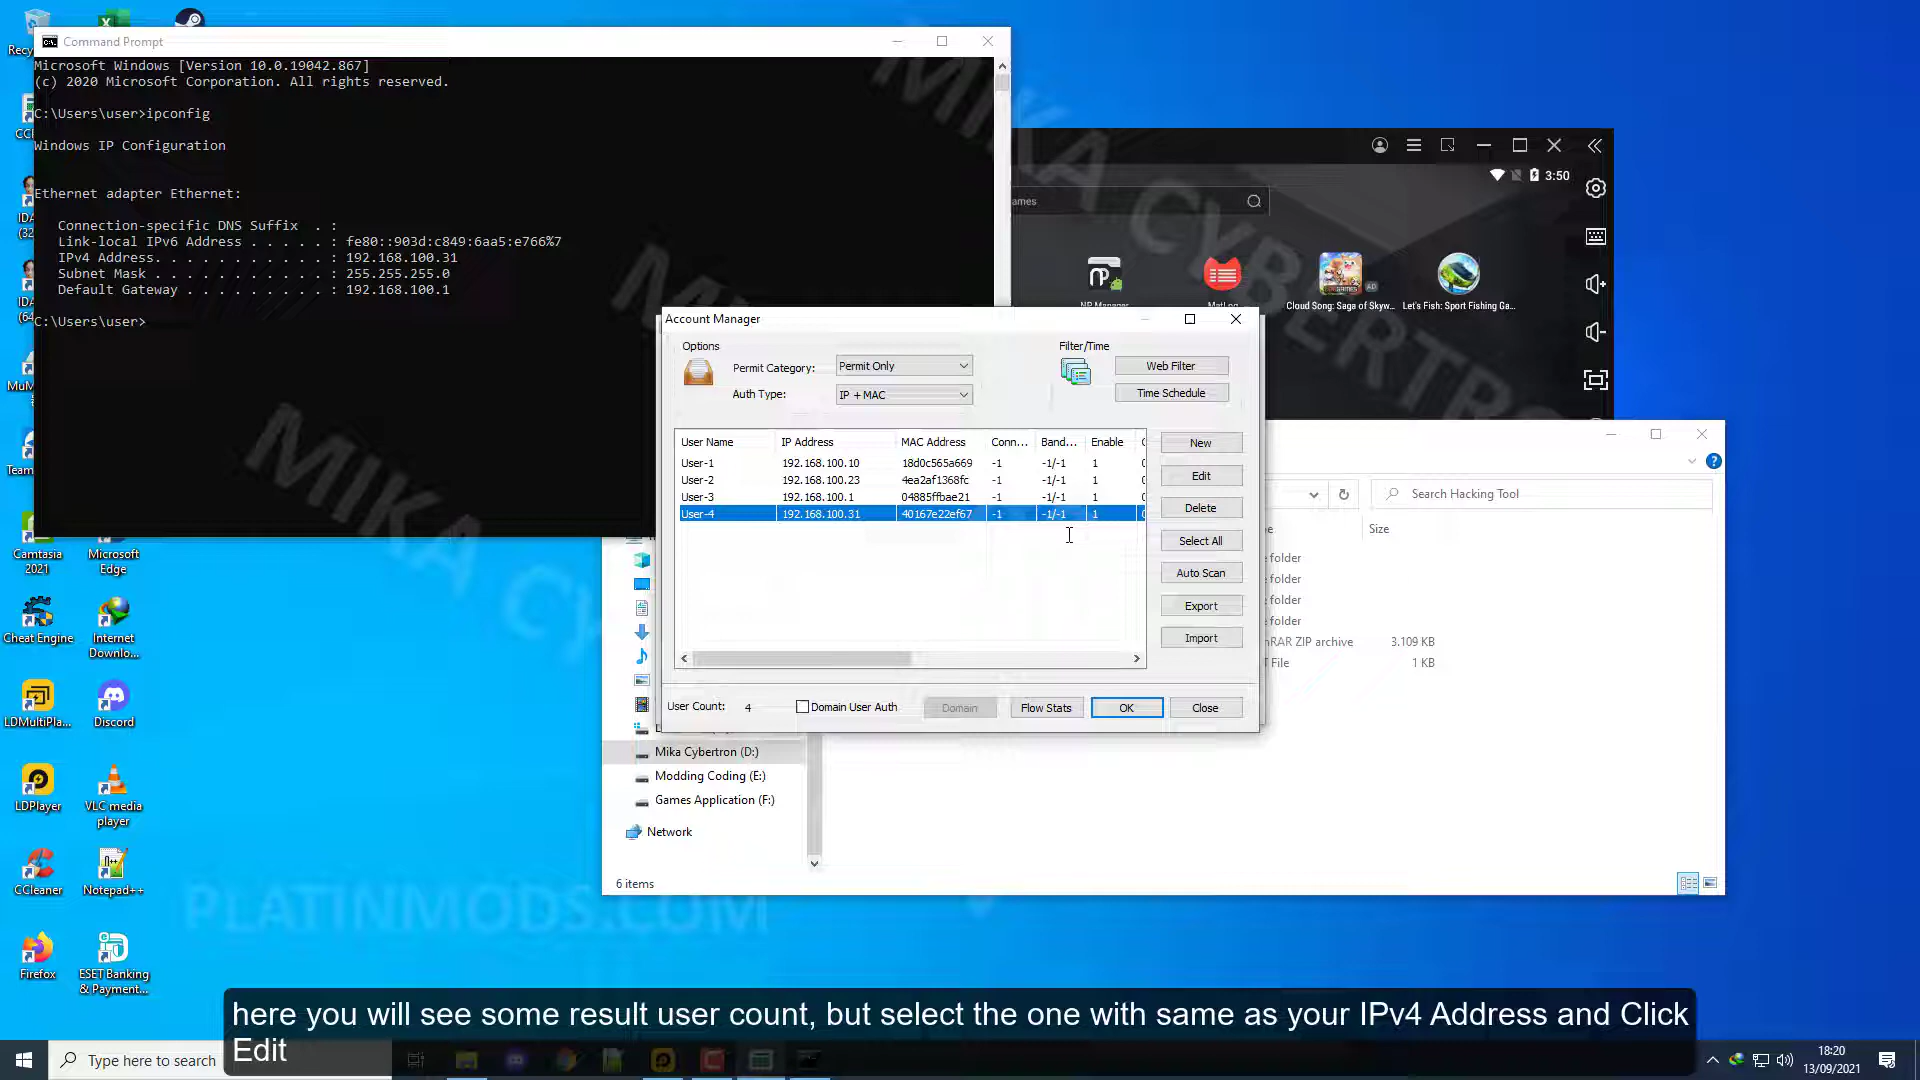 Command Prompt
Microsoft Windows [Version 10.0.19042.867]
(c) 2020 Microsoft Corporation. All rights reserved.
C:\Users\user>ipconfig
Windows IP Configuration
Ethernet adapter Ethernet:
Connection-specific DNS Suffix . :
Link-local IPv6 Address . . . . . : fe80::903d:c849:6aa5:e766%7
IPv4 Address. . . . . . . . . . . : 192.168.100.31
Subnet Mask . . . . . . . . . . . : 255.255.255.0
Default Gateway . . . . . . . . . : 192.168.100.1
C:\Users\user>
3:50
ames
AD
NP Manager
MatLog
Cloud Song: Saga of Skyw...
Let's Fish: Sport Fishing Ga...
Account Manager
Options
Permit Category:
Permit Only
Auth Type:
IP +MAC
Filter/Time
Web Filter
Time Schedule
User Name IP Address MAC Address Conn... Band... Enable
User-1 192.168.100.10 18d0c565a669 -1 -1/-1 1
User-2 192.168.100.23 4ea2af1368fc -1 -1/-1 1
User-3 192.168.100.1 04885ffbae21 -1 -1/-1 1
User-4 192.168.100.31 40167e22ef67 -1 -1/-1 1
New
Edit
Delete
Select All
Auto Scan
Export
Import
User Count: 4
Domain User Auth
Domain
Flow Stats
OK
Close
Search Hacking Tool
Size
folder
folder
folder
folder
RAR ZIP archive 3.109 KB
T File 1 KB
Mika Cybertron (D:)
Modding Coding (E:)
Games Application (F:)
Network
6 items
Camtasia 2021
Microsoft Edge
Cheat Engine
Internet Downlo...
LDMultiPla...
Discord
LDPlayer
VLC media player
CCleaner
Notepad++
Firefox
ESET Banking & Payment...
MIKA CYBERTRO
MIKA CY
PLATINMODS.COM
here you will see some result user count, but select the one with same as your IPv4 Address and Click
Edit
Type here to search
18:20
13/09/2021